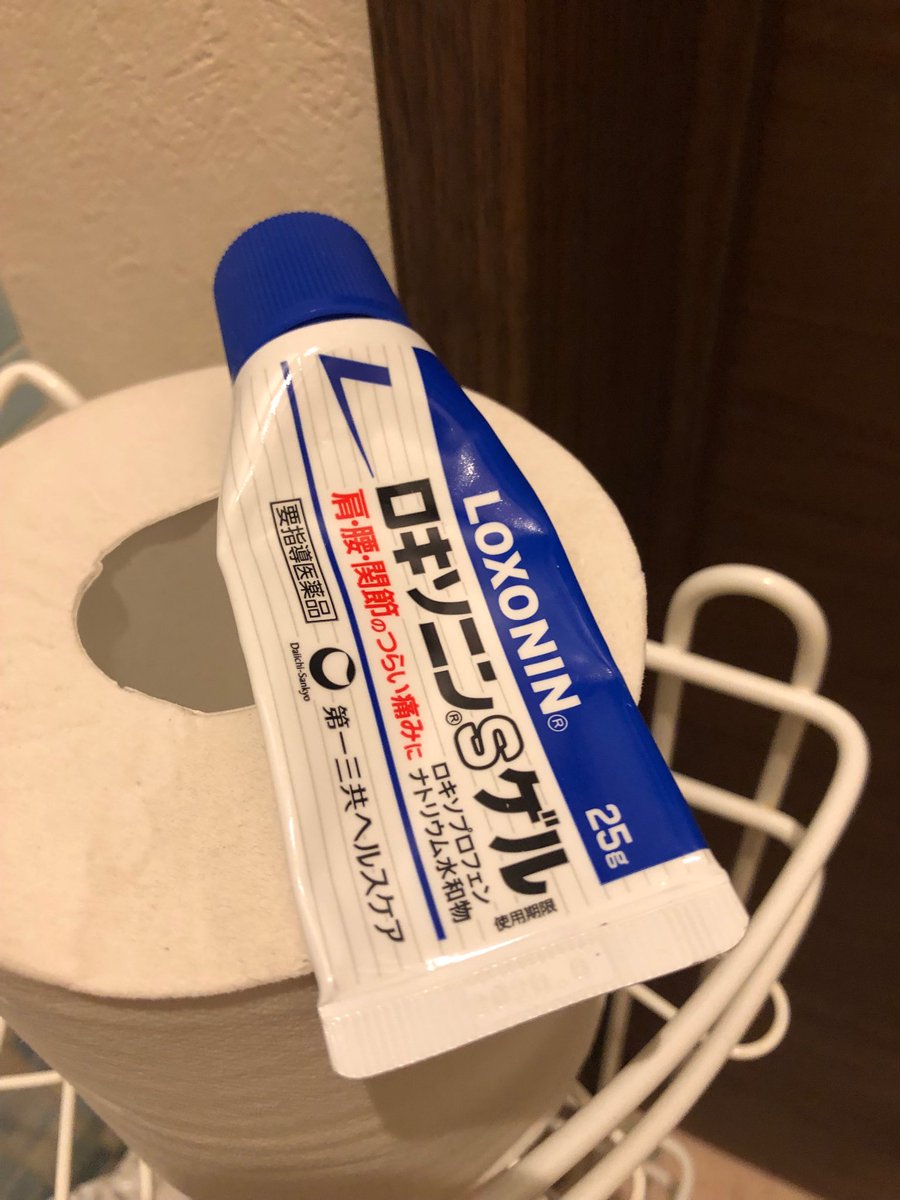 LOXONIN®
25g
ロキソニン®Sゲル
ロキソプロフェン
ナトリウム水和物
使用期限
肩・腰・関節のつらい痛みに
要指導医薬品
Daiichi-Sankyo
第一三共ヘルスケア